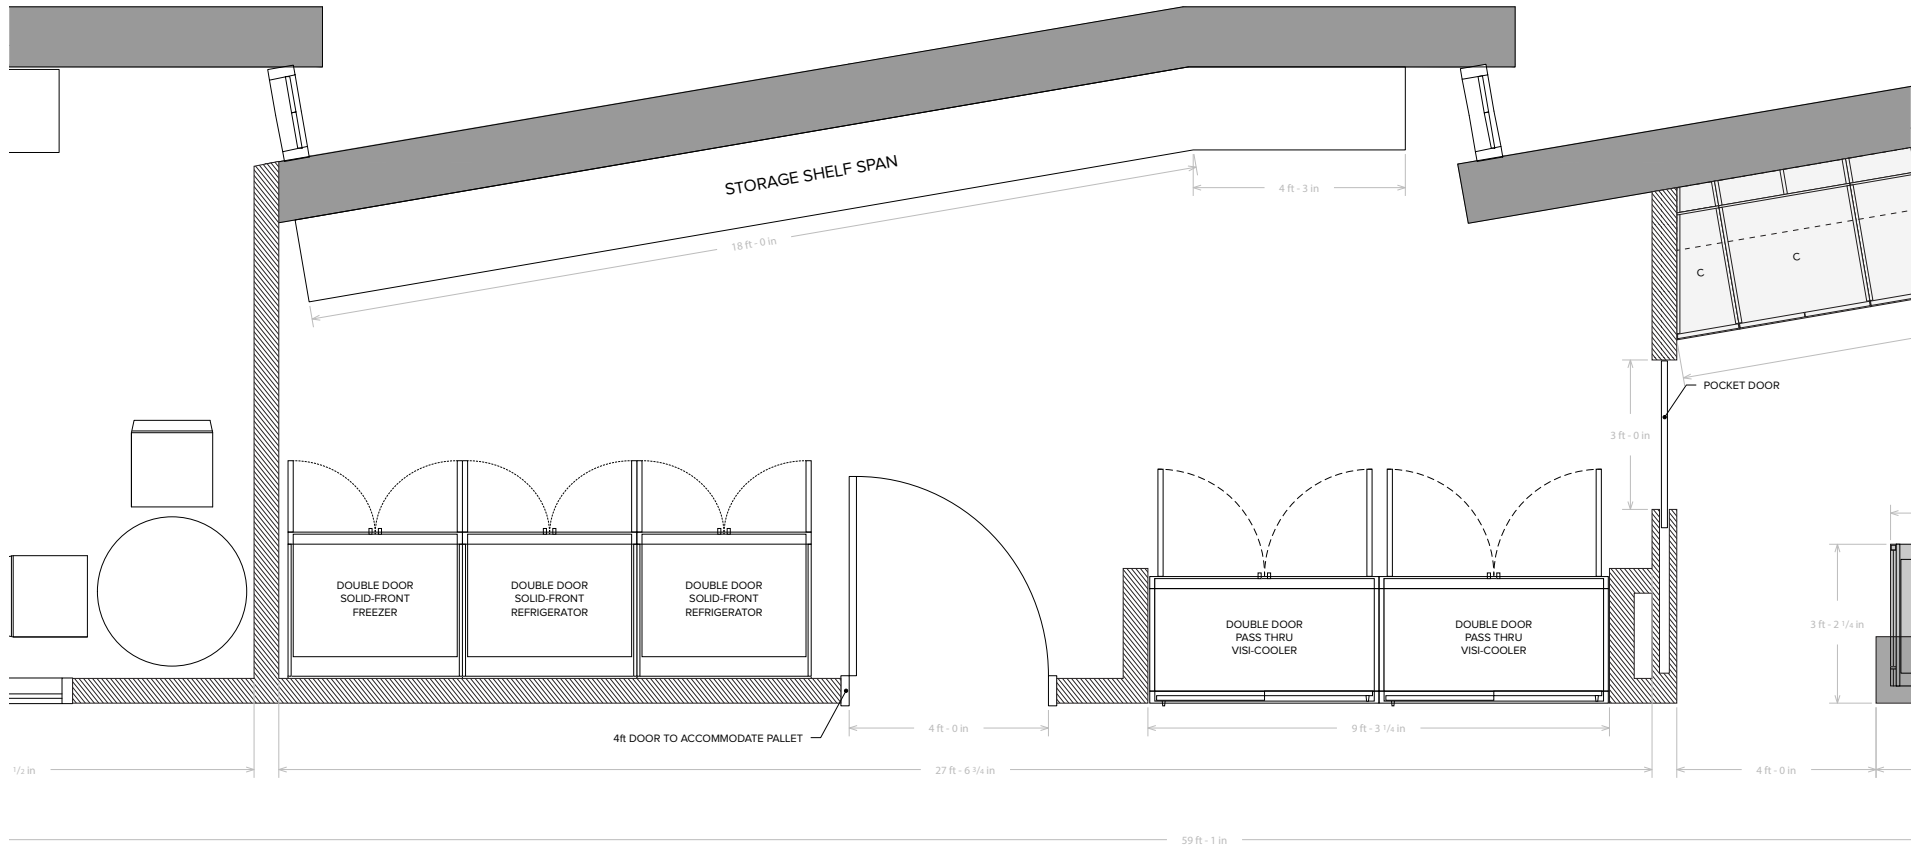 STORAGE SHELF SPAN
4 ft - 3 in
18 ft - 0 in
C
C
POCKET DOOR
3 ft - 0 in
DOUBLE DOOR
SOLID-FRONT
FREEZER
DOUBLE DOOR
SOLID-FRONT
REFRIGERATOR
DOUBLE DOOR
SOLID-FRONT
REFRIGERATOR
DOUBLE DOOR
PASS THRU
VISI-COOLER
DOUBLE DOOR
PASS THRU
VISI-COOLER
3 ft - 2 1/4 in
4ft DOOR TO ACCOMMODATE PALLET
4 ft - 0 in
9 ft - 3 1/4 in
1/2 in
27 ft - 6 3/4 in
4 ft - 0 in
59 ft - 1 in